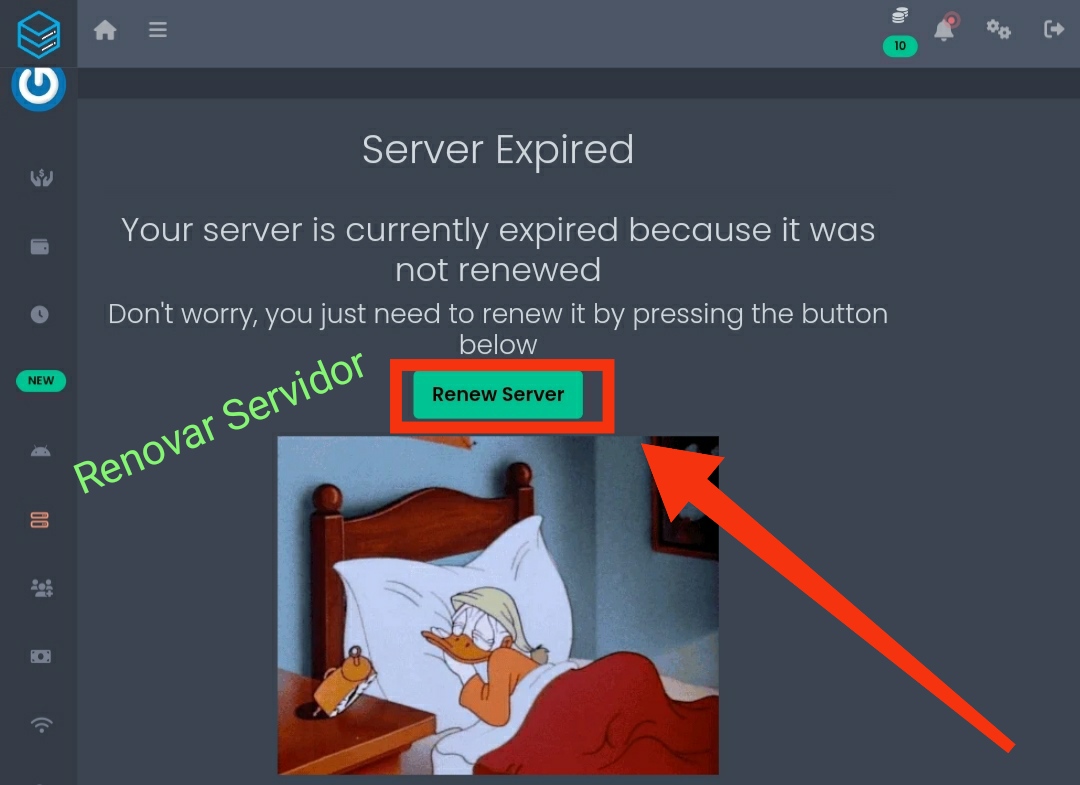 10
Server Expired
Your server is currently expired because it was
not renewed
Don't worry, you just need to renew it by pressing the button
below
NEW
Renovar Servidor
Renew Server